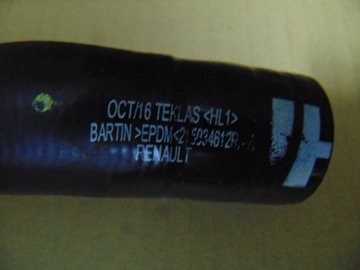 OCT/16 TEKLAS <HL1>
BARTIN >EPDM<
RENAULT